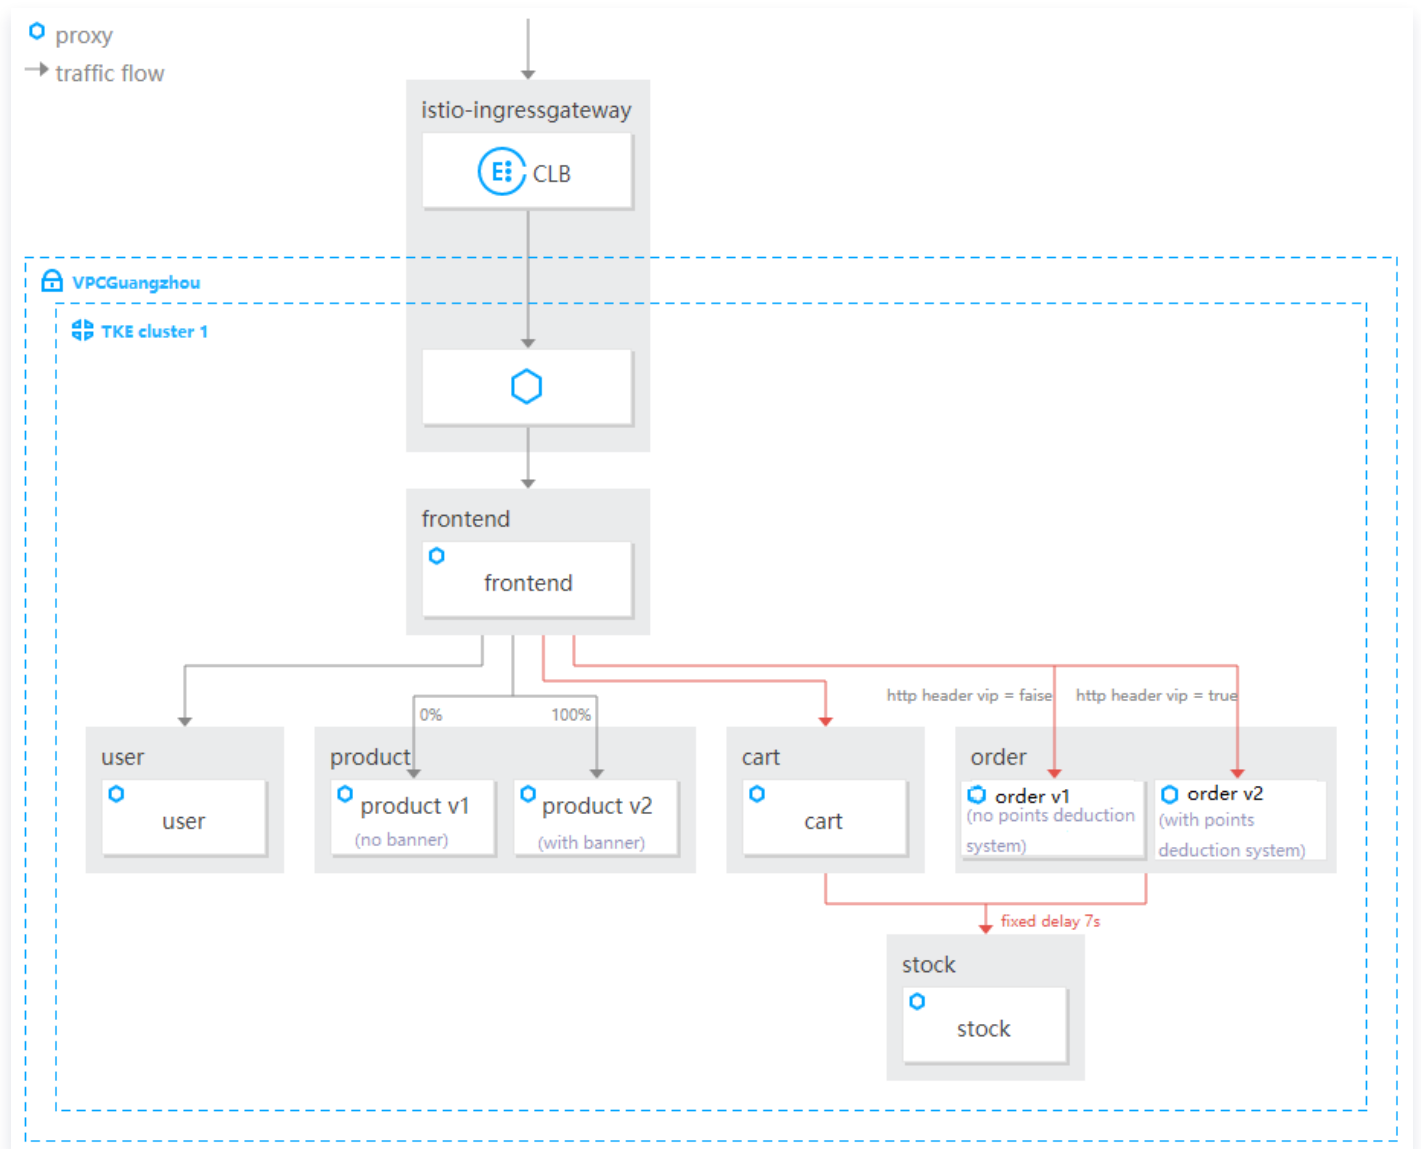 proxy
traffic flow
istio-ingressgateway
CLB
VPCGuangzhou
TKE cluster 1
frontend
frontend
http header vip = faise
http header vip = true
0%
100%
user
user
product
product v1
(no banner)
product v2
(with banner)
cart
cart
order
order v1
(no points deduction
system)
order v2
(with points
deduction system)
fixed delay 7s
stock
stock